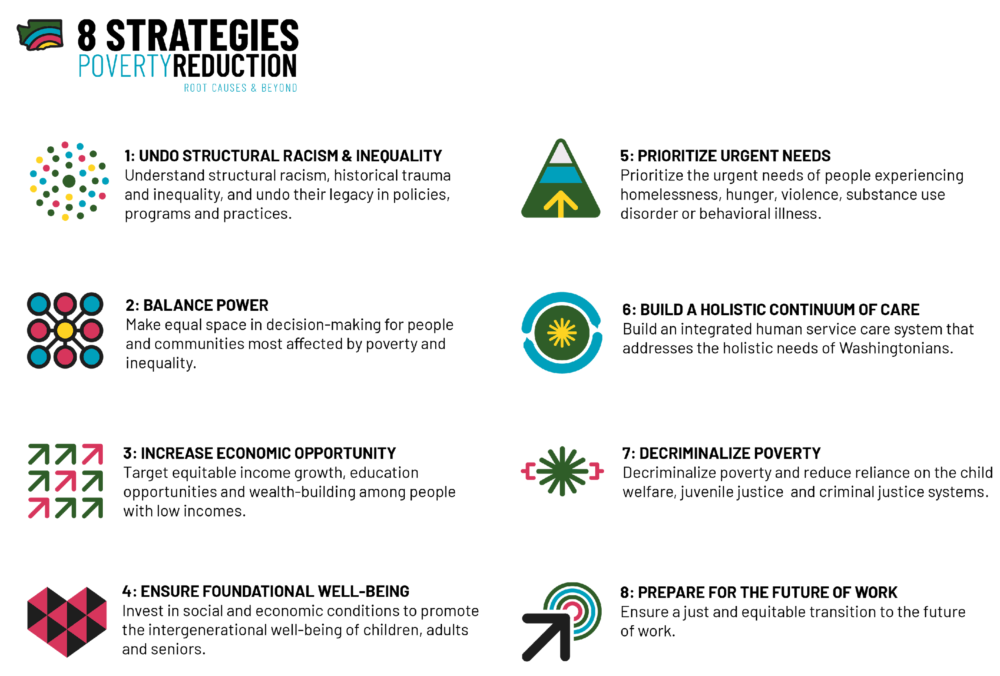 8 STRATEGIES
POVERTYREDUCTION
ROOT CAUSES & BEYOND
1: UNDO STRUCTURAL RACISM & INEQUALITY
Understand structural racism, historical trauma
and inequality, and undo their legacy in policies,
programs and practices.
2: BALANCE POWER
Make equal space in decision-making for people
and communities most affected by poverty and
inequality.
3: INCREASE ECONOMIC OPPORTUNITY
Target equitable income growth, education
opportunities and wealth-building among people
with low incomes.
4: ENSURE FOUNDATIONAL WELL-BEING
Invest in social and economic conditions to promote
the intergenerational well-being of children, adults
and seniors.
5: PRIORITIZE URGENT NEEDS
Prioritize the urgent needs of people experiencing
homelessness, hunger, violence, substance use
disorder or behavioral illness.
6: BUILD A HOLISTIC CONTINUUM OF CARE
Build an integrated human service care system that
addresses the holistic needs of Washingtonians.
7: DECRIMINALIZE POVERTY
Decriminalize poverty and reduce reliance on the child
welfare, juvenile justice and criminal justice systems.
8: PREPARE FOR THE FUTURE OF WORK
Ensure a just and equitable transition to the future
of work.